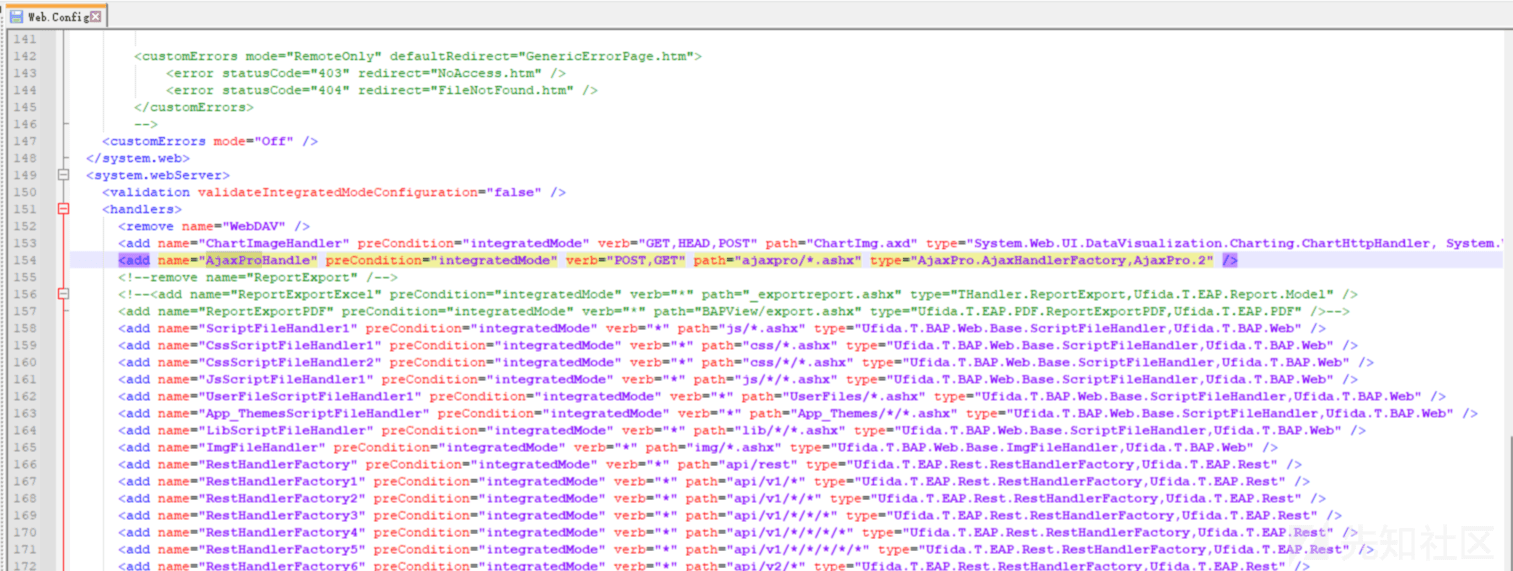 Web.Config
141
142 <customErrors mode="RemoteOnly" defaultRedirect="GenericErrorPage.htm">
143 <error statusCode="403" redirect="NoAccess.htm" />
144 <error statusCode="404" redirect="FileNotFound.htm" />
145 </customErrors>
146 -->
147 <customErrors mode="Off" />
148 </system.web>
149 <system.webServer>
150 <validation validateIntegratedModeConfiguration="false" />
151 <handlers>
152 <remove name="WebDAV" />
153 <add name="ChartImageHandler" preCondition="integratedMode" verb="GET,HEAD,POST" path="ChartImg.axd" type="System.Web.UI.DataVisualization.Charting.ChartHttpHandler, System.
154 <add name="AjaxProHandle" preCondition="integratedMode" verb="POST,GET" path="ajaxpro/*.ashx" type="AjaxPro.AjaxHandlerFactory,AjaxPro.2" />
155 <!--remove name="ReportExport" /-->
156 <!--<add name="ReportExportExcel" preCondition="integratedMode" verb="*" path="_exportreport.ashx" type="THandler.ReportExport,Ufida.T.EAP.Report.Model" />
157 <add name="ReportExportPDF" preCondition="integratedMode" verb="*" path="BAPView/export.ashx" type="Ufida.T.EAP.PDF.ReportExportPDF,Ufida.T.EAP.PDF" />-->
158 <add name="ScriptFileHandler1" preCondition="integratedMode" verb="*" path="js/*.ashx" type="Ufida.T.BAP.Web.Base.ScriptFileHandler,Ufida.T.BAP.Web" />
159 <add name="CssScriptFileHandler1" preCondition="integratedMode" verb="*" path="css/*.ashx" type="Ufida.T.BAP.Web.Base.ScriptFileHandler,Ufida.T.BAP.Web" />
160 <add name="CssScriptFileHandler2" preCondition="integratedMode" verb="*" path="css/*/*.ashx" type="Ufida.T.BAP.Web.Base.ScriptFileHandler,Ufida.T.BAP.Web" />
161 <add name="JsScriptFileHandler1" preCondition="integratedMode" verb="*" path="js/*/*.ashx" type="Ufida.T.BAP.Web.Base.ScriptFileHandler,Ufida.T.BAP.Web" />
162 <add name="UserFileScriptFileHandler1" preCondition="integratedMode" verb="*" path="UserFiles/*.ashx" type="Ufida.T.BAP.Web.Base.ScriptFileHandler,Ufida.T.BAP.Web" />
163 <add name="App_ThemesScriptFileHandler" preCondition="integratedMode" verb="*" path="App_Themes/*/*.ashx" type="Ufida.T.BAP.Web.Base.ScriptFileHandler,Ufida.T.BAP.Web" />
164 <add name="LibScriptFileHandler" preCondition="integratedMode" verb="*" path="lib/*/*.ashx" type="Ufida.T.BAP.Web.Base.ScriptFileHandler,Ufida.T.BAP.Web" />
165 <add name="ImgFileHandler" preCondition="integratedMode" verb="*" path="img/*.ashx" type="Ufida.T.BAP.Web.Base.ImgFileHandler,Ufida.T.BAP.Web" />
166 <add name="RestHandlerFactory" preCondition="integratedMode" verb="*" path="api/rest" type="Ufida.T.EAP.Rest.RestHandlerFactory,Ufida.T.EAP.Rest" />
167 <add name="RestHandlerFactory1" preCondition="integratedMode" verb="*" path="api/v1/*" type="Ufida.T.EAP.Rest.RestHandlerFactory,Ufida.T.EAP.Rest" />
168 <add name="RestHandlerFactory2" preCondition="integratedMode" verb="*" path="api/v1/*/*" type="Ufida.T.EAP.Rest.RestHandlerFactory,Ufida.T.EAP.Rest" />
169 <add name="RestHandlerFactory3" preCondition="integratedMode" verb="*" path="api/v1/*/*/*" type="Ufida.T.EAP.Rest.RestHandlerFactory,Ufida.T.EAP.Rest" />
170 <add name="RestHandlerFactory4" preCondition="integratedMode" verb="*" path="api/v1/*/*/*/*" type="Ufida.T.EAP.Rest.RestHandlerFactory,Ufida.T.EAP.Rest" />
171 <add name="RestHandlerFactory5" preCondition="integratedMode" verb="*" path="api/v1/*/*/*/*/*" type="Ufida.T.EAP.Rest.RestHandlerFactory,Ufida.T.EAP.Rest" />
172 <add name="RestHandlerFactory6" preCondition="integratedMode" verb="*" path="api/v2/*" type="Ufida.T.EAP.Rest.RestHandlerFactory,Ufida.T.EAP.Rest" />
先知社区